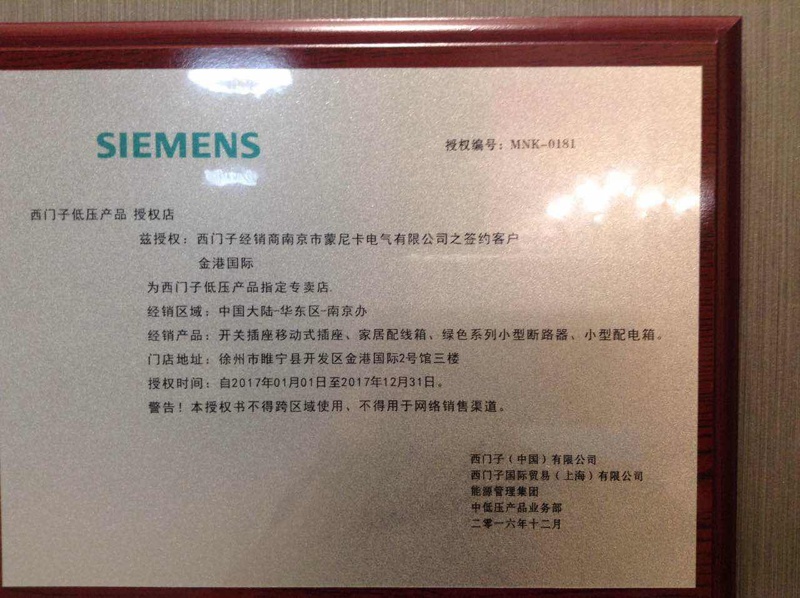 SIEMENS
授权编号：MNK-0181
西门子低压产品 授权店
兹授权：西门子经销商南京市蒙尼卡电气有限公司之签约客户
金港国际
为西门子低压产品指定专卖店.
经销区域：中国大陆-华东区-南京办
经销产品：开关插座移动式插座、家居配线箱、绿色系列小型断路器、小型配电箱。
门店地址：徐州市睢宁县开发区金港国际2号馆三楼
授权时间：自2017年01月01日至2017年12月31日。
警告！本授权书不得跨区域使用、不得用于网络销售渠道。
西门子（中国）有限公司
西门子国际贸易（上海）有限公司
能源管理集团
中低压产品业务部
二零一六年十二月